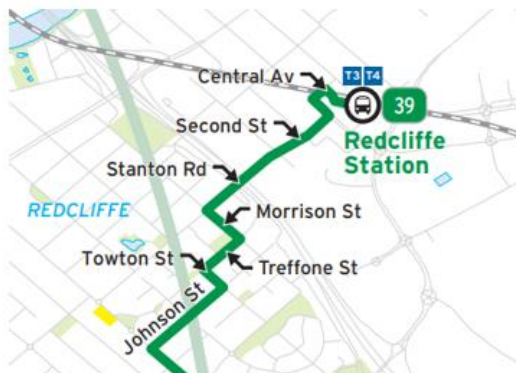 Central Av
T3 T4
39
Second St
Redcliffe
Station
Stanton Rd
REDCLIFFE
Morrison St
Towton St
Treffone St
Johnson St